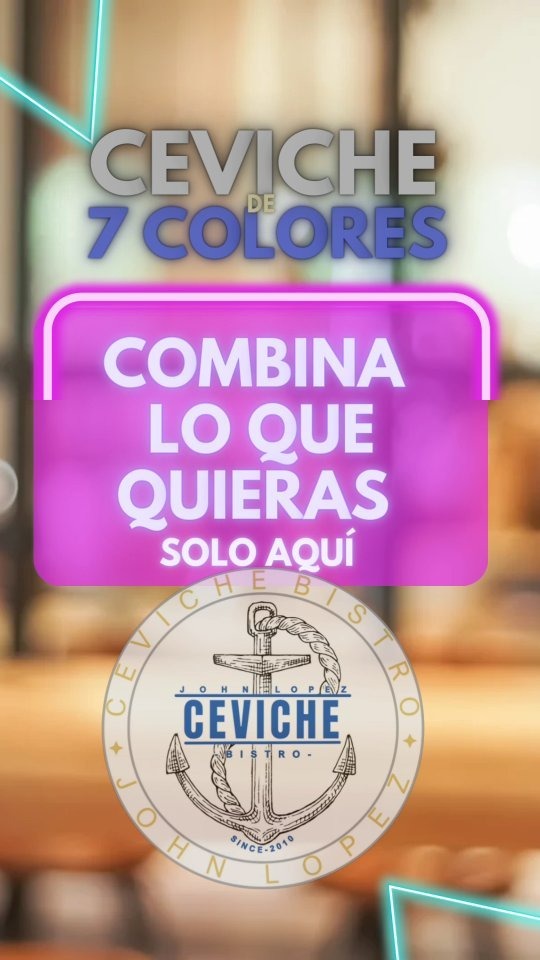 CEVICHE
DE
7 COLORES
COMBINA
LO QUE
QUIERAS
SOLO AQUÍ
CEVICHE BISTRO
JOHN LOPEZ
CEVICHE
BISTRO-
SINCE-2010
JOHN LOPEZ